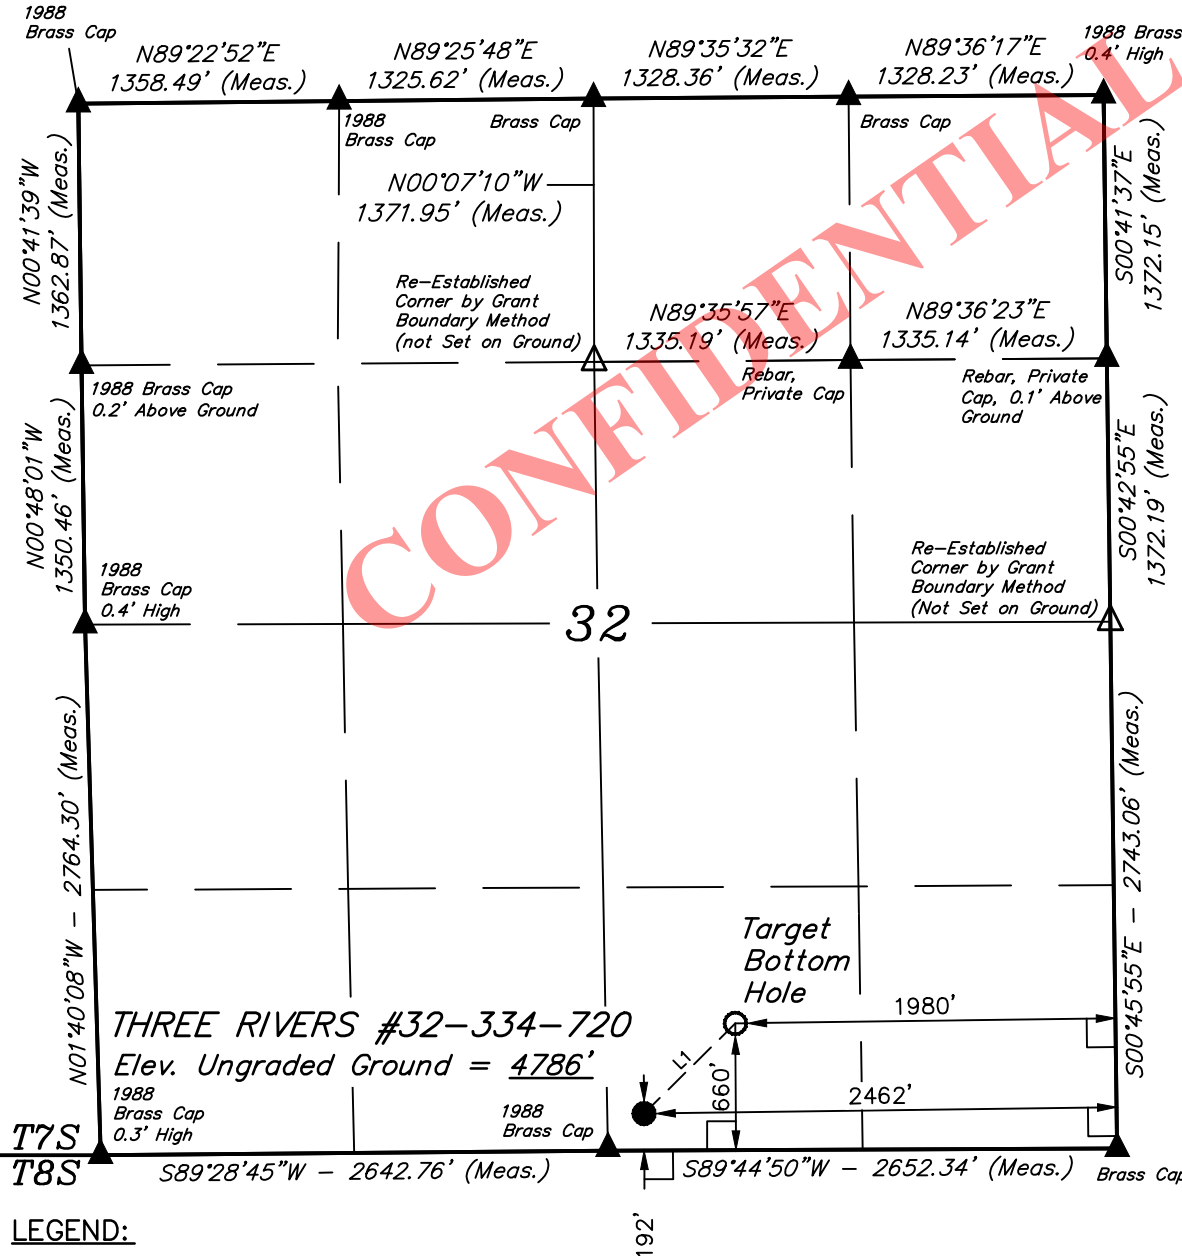 1988
Brass Cap
N89°22'52"E
1358.49' (Meas.)
N89°25'48"E
1325.62' (Meas.)
N89°35'32"E
1328.36' (Meas.)
N89°36'17"E
1328.23' (Meas.)
1988 Brass
0.4' High
1988
Brass Cap
Brass Cap
Brass Cap
N00°41'39"W
1362.87' (Meas.)
N00°07'10"W
1371.95' (Meas.)
S00°41'37"E
1372.15' (Meas.)
Re-Established
Corner by Grant
Boundary Method
(not Set on Ground)
N89°35'57"E
1335.19' (Meas.)
N89°36'23"E
1335.14' (Meas.)
Rebar,
Private Cap
Rebar, Private
Cap, 0.1' Above
Ground
1988 Brass Cap
0.2' Above Ground
N00°48'01"W
1350.46' (Meas.)
S00°42'55"E
1372.19' (Meas.)
CONFIDENTIAL
1988
Brass Cap
0.4' High
Re-Established
Corner by Grant
Boundary Method
(Not Set on Ground)
32
N01°40'08"W - 2764.30' (Meas.)
S00°45'55"E - 2743.06' (Meas.)
Target
Bottom
Hole
1980'
THREE RIVERS #32-334-720
Elev. Ungraded Ground = 4786'
L1
660'
2462'
1988
Brass Cap
0.3' High
1988
Brass Cap
T7S
T8S
S89°28'45"W - 2642.76' (Meas.)
S89°44'50"W - 2652.34' (Meas.)
Brass Cap
192'
LEGEND: